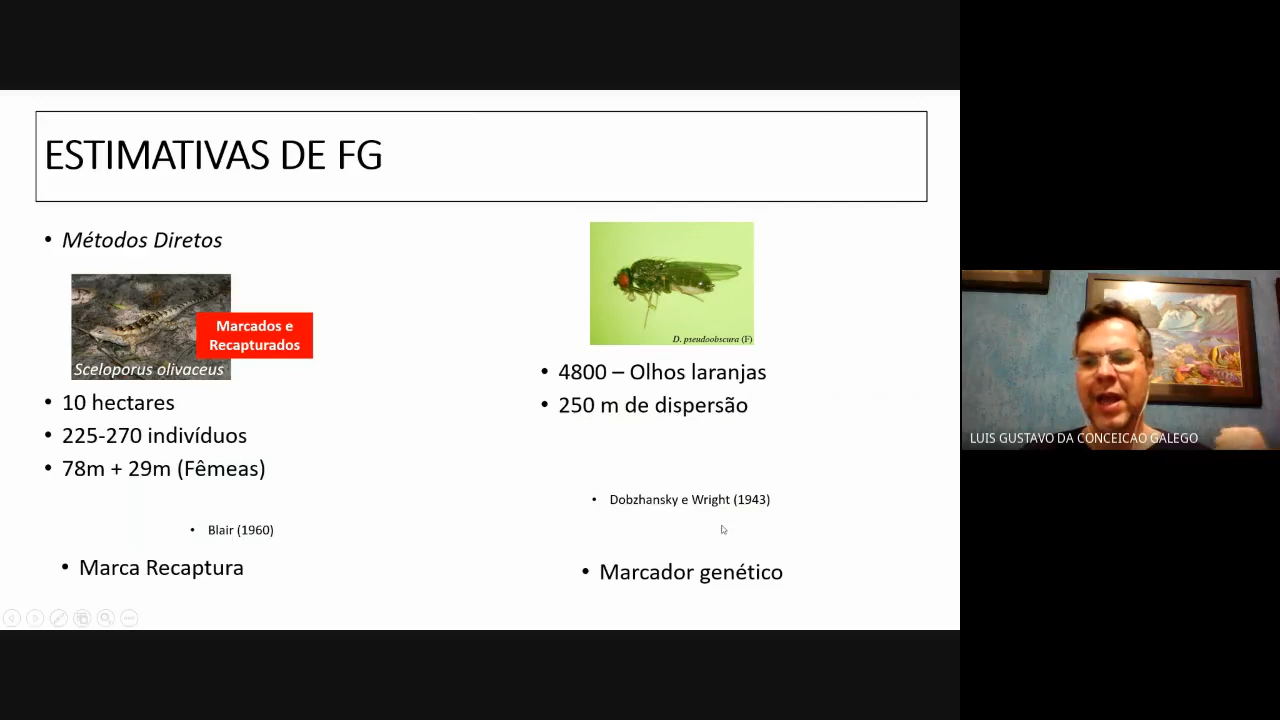 ESTIMATIVAS DE FG
• Métodos Diretos
Marcados e
Recapturados
Sceloporus olivaceus
• 10 hectares
• 225-270 indivíduos
• 78m + 29m (Fêmeas)
• Blair (1960)
• Marca Recaptura
D. pseudoobscura (F)
• 4800 – Olhos laranjas
• 250 m de dispersão
• Dobzhansky e Wright (1943)
• Marcador genético
LUIS GUSTAVO DA CONCEICAO GALEGO